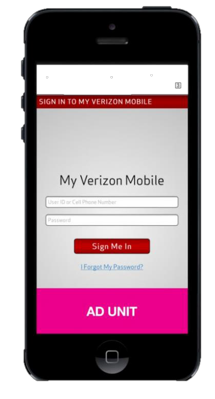 SIGN IN TO MY VERIZON MOBILE
My Verizon Mobile
User ID or Cell Phone Number
Password
Sign Me In
I Forgot My Password?
AD UNIT